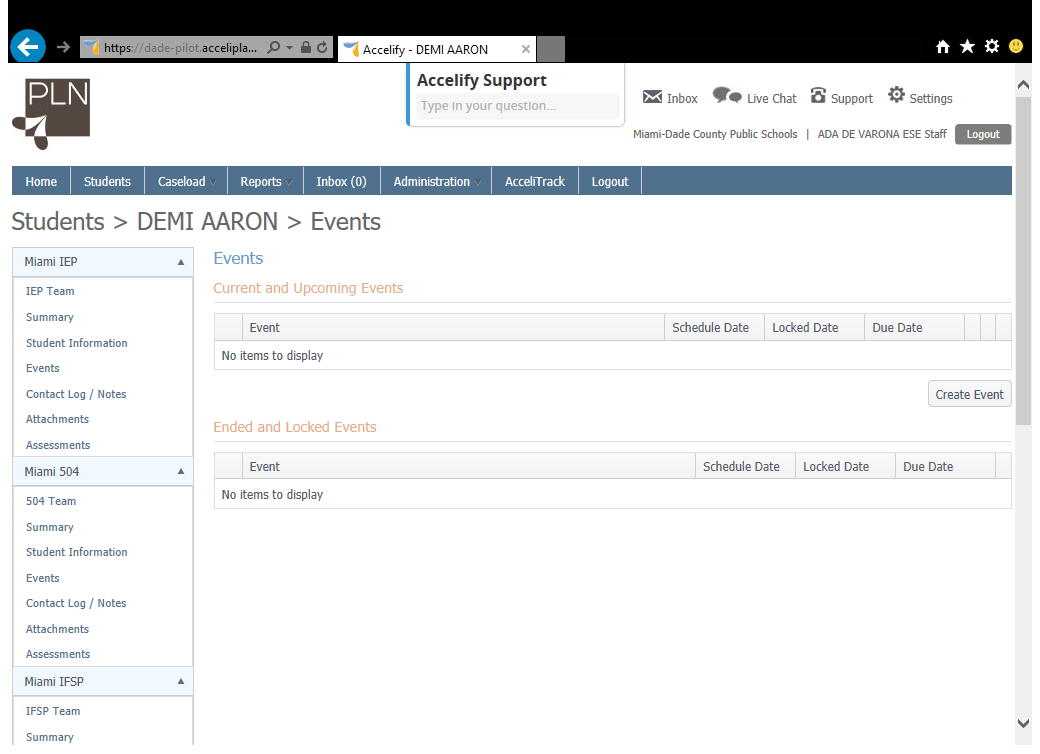 https://dade-pilot.accelipla...
Accelify - DEMI AARON
PLN
Accelify Support
Type in your question...
Inbox Live Chat Support Settings
Miami-Dade County Public Schools | ADA DE VARONA ESE Staff Logout
Home Students Caseload Reports Inbox (0) Administration AcceliTrack Logout
Students > DEMI AARON > Events
Miami IEP
IEP Team
Summary
Student Information
Events
Contact Log / Notes
Attachments
Assessments
Miami 504
504 Team
Summary
Student Information
Events
Contact Log / Notes
Attachments
Assessments
Miami IFSP
IFSP Team
Summary
Events
Current and Upcoming Events
Event Schedule Date Locked Date Due Date
No items to display
Create Event
Ended and Locked Events
Event Schedule Date Locked Date Due Date
No items to display